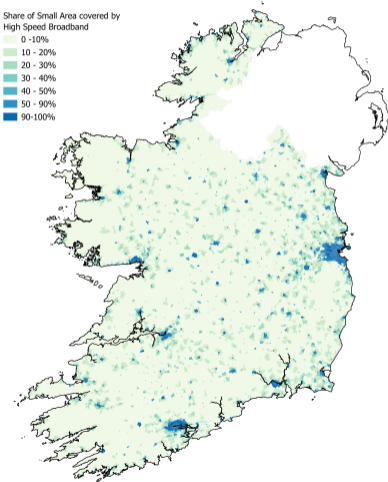 Share of Small Area covered by
High Speed Broadband
0 -10%
10 - 20%
20 - 30%
30 - 40%
40 - 50%
50 - 90%
90-100%